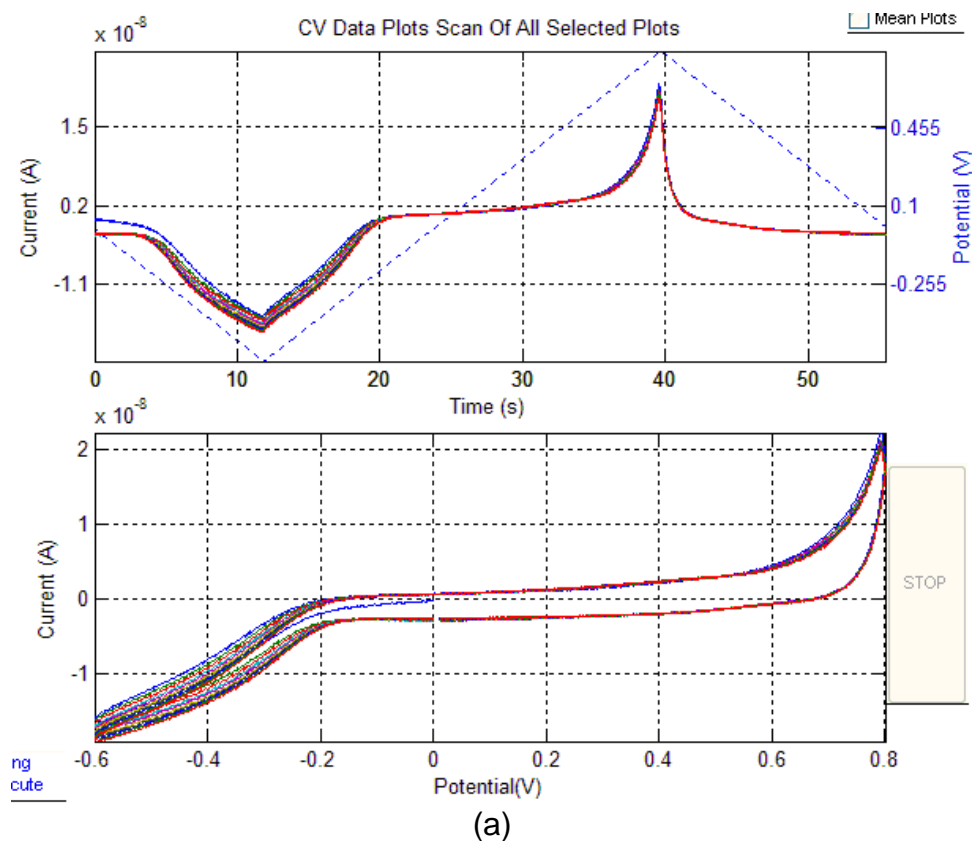 x 10^-8
CV Data Plots Scan Of All Selected Plots
Mean Plots
1.5
0.2
-1.1
Current (A)
0.455
0.1
-0.255
Potential (V)
0 10 20 30 40 50
Time (s)
x 10^-8
2
1
0
-1
Current (A)
-0.6 -0.4 -0.2 0 0.2 0.4 0.6 0.8
Potential(V)
STOP
ng
cute
(a)